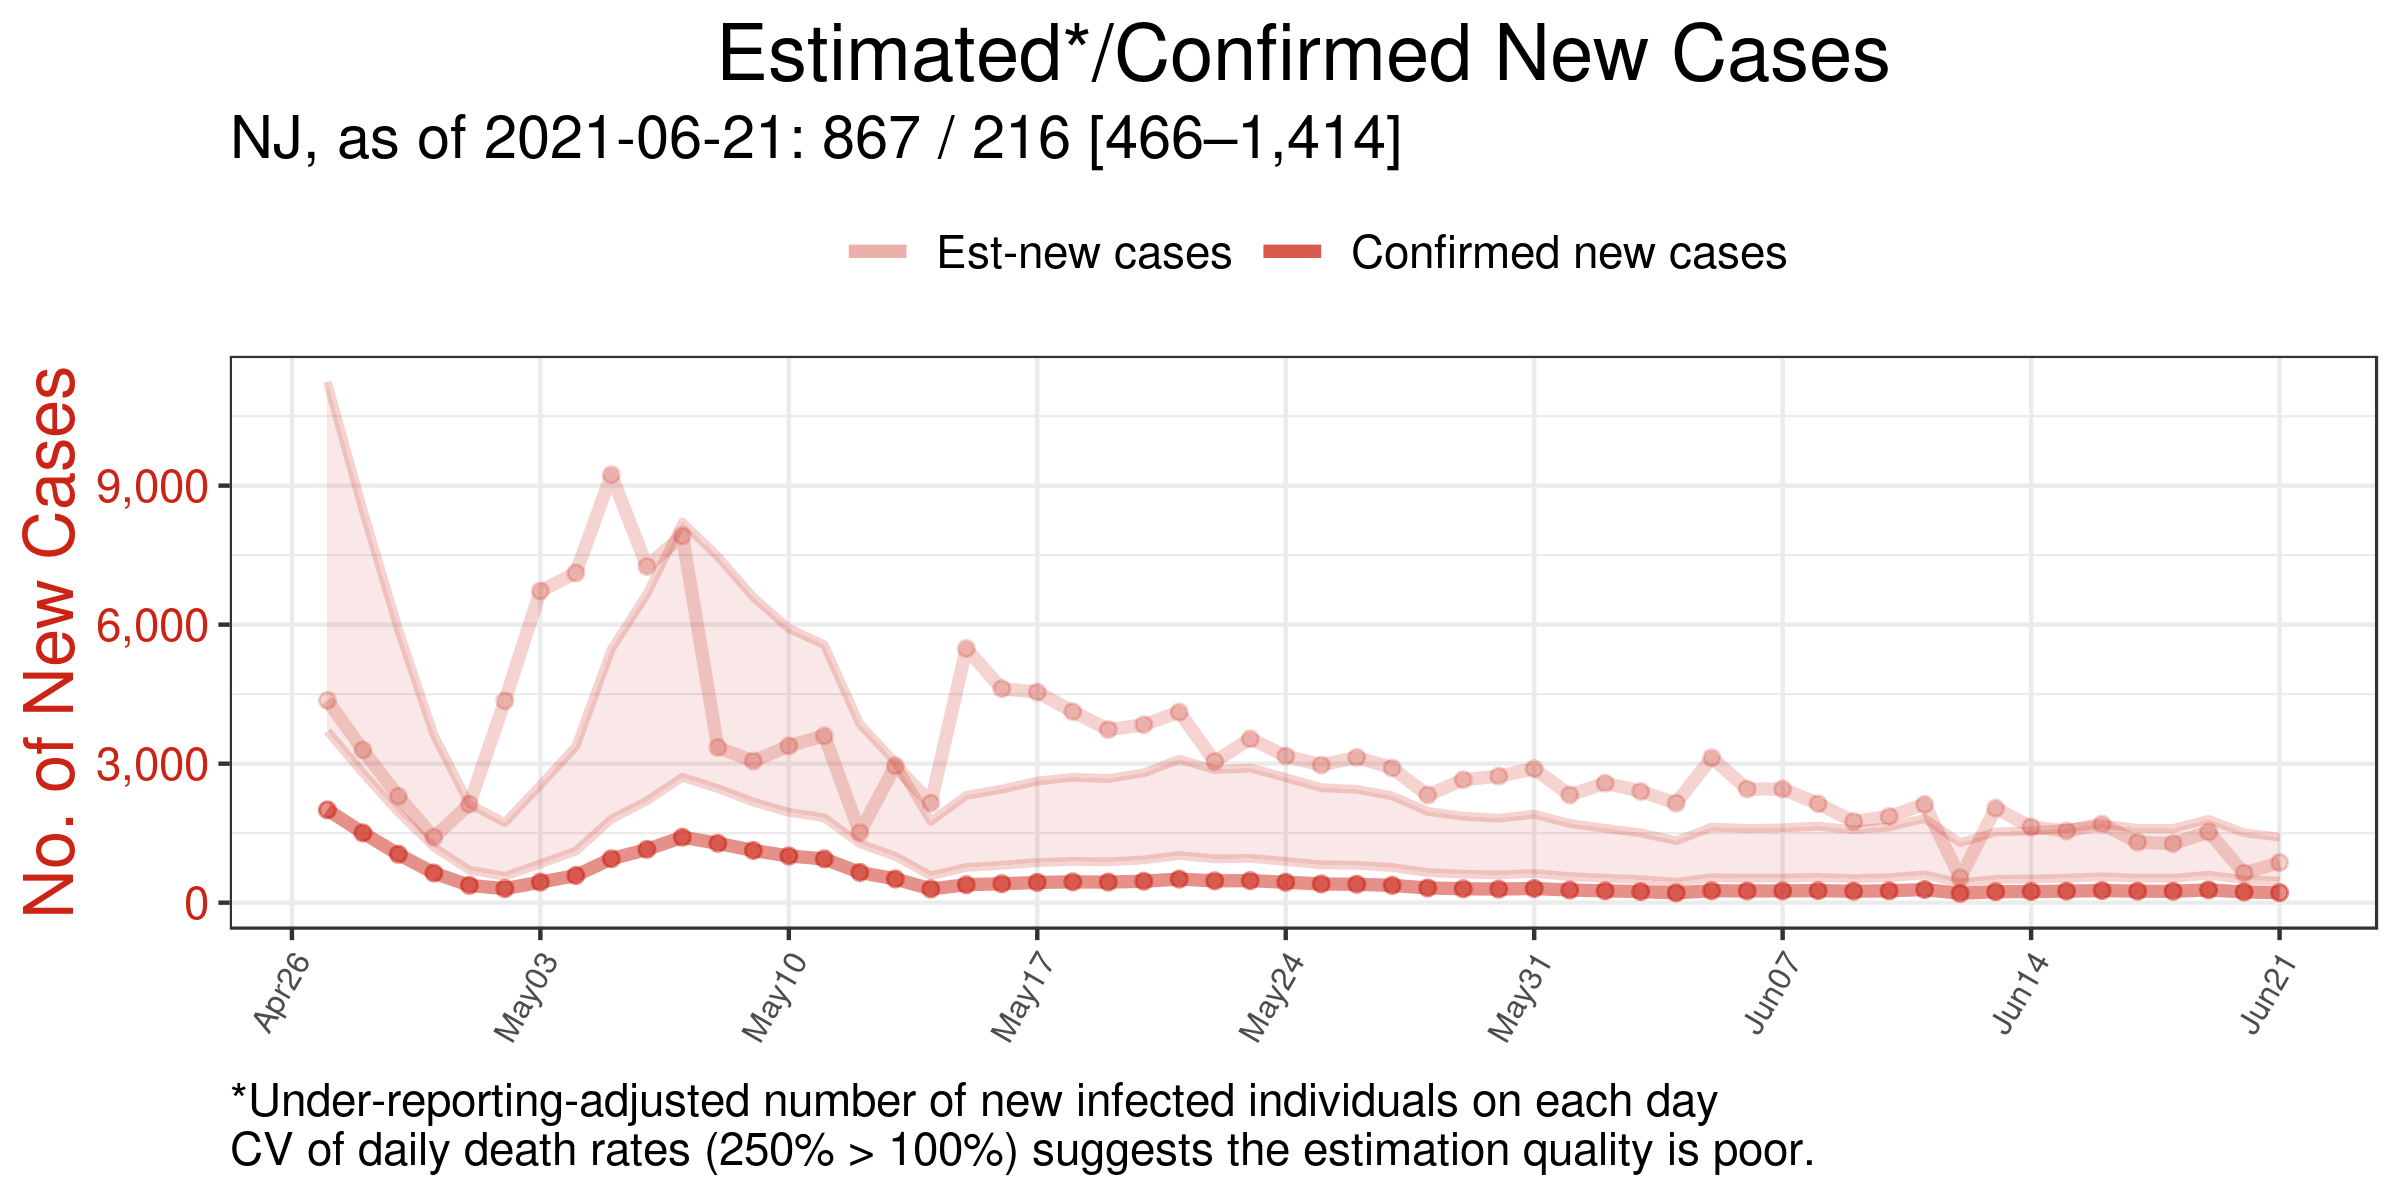 Estimated*/Confirmed New Cases
NJ, as of 2021-06-21: 867 / 216 [466–1,414]
Est-new cases
Confirmed new cases
No. of New Cases
9,000
6,000
3,000
0
Apr26
May03
May10
May17
May24
May31
Jun07
Jun14
Jun21
*Under-reporting-adjusted number of new infected individuals on each day
CV of daily death rates (250% > 100%) suggests the estimation quality is poor.